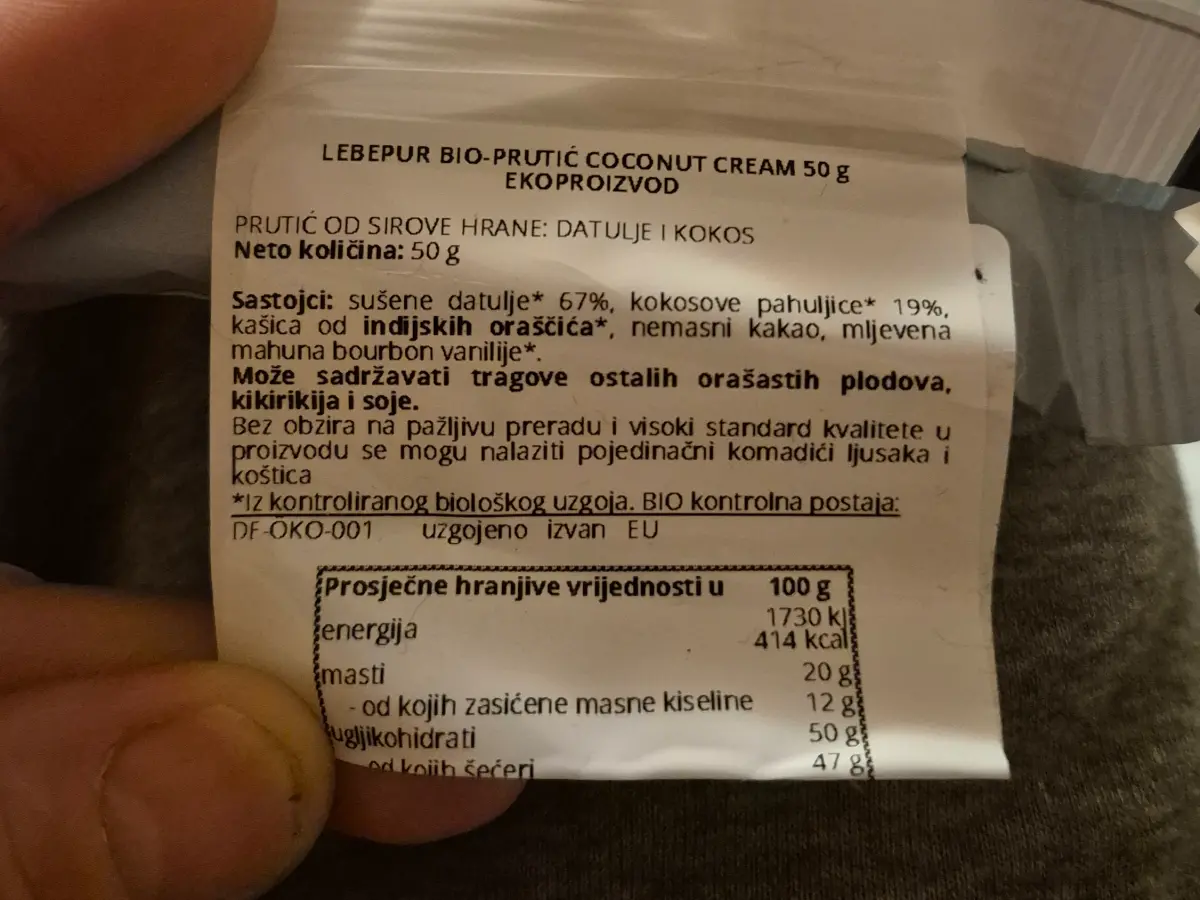 LEBEPUR BIO-PRUTIĆ COCONUT CREAM 50 g
EKOPROIZVOD
PRUTIĆ OD SIROVE HRANE: DATULJE I KOKOS
Neto količina: 50 g
Sastojci: sušene datulje* 67%, kokosove pahuljice* 19%,
kašica od indijskih oraščića*, nemasni kakao, mljevena
mahuna bourbon vanilije*.
Može sadržavati tragove ostalih orašastih plodova,
kikirikija i soje.
Bez obzira na pažljivu preradu i visoki standard kvalitete u
proizvodu se mogu nalaziti pojedinačni komadići ljusaka i
koštica
*Iz kontroliranog biološkog uzgoja. BIO kontrolna postaja:
DE-ÖKO-001 uzgojeno izvan EU
Prosječne hranjive vrijednosti u 100 g
energija 1730 kJ
414 kcal
masti 20 g
- od kojih zasićene masne kiseline 12 g
ugljikohidrati 50 g
od kojih šećeri 47 g